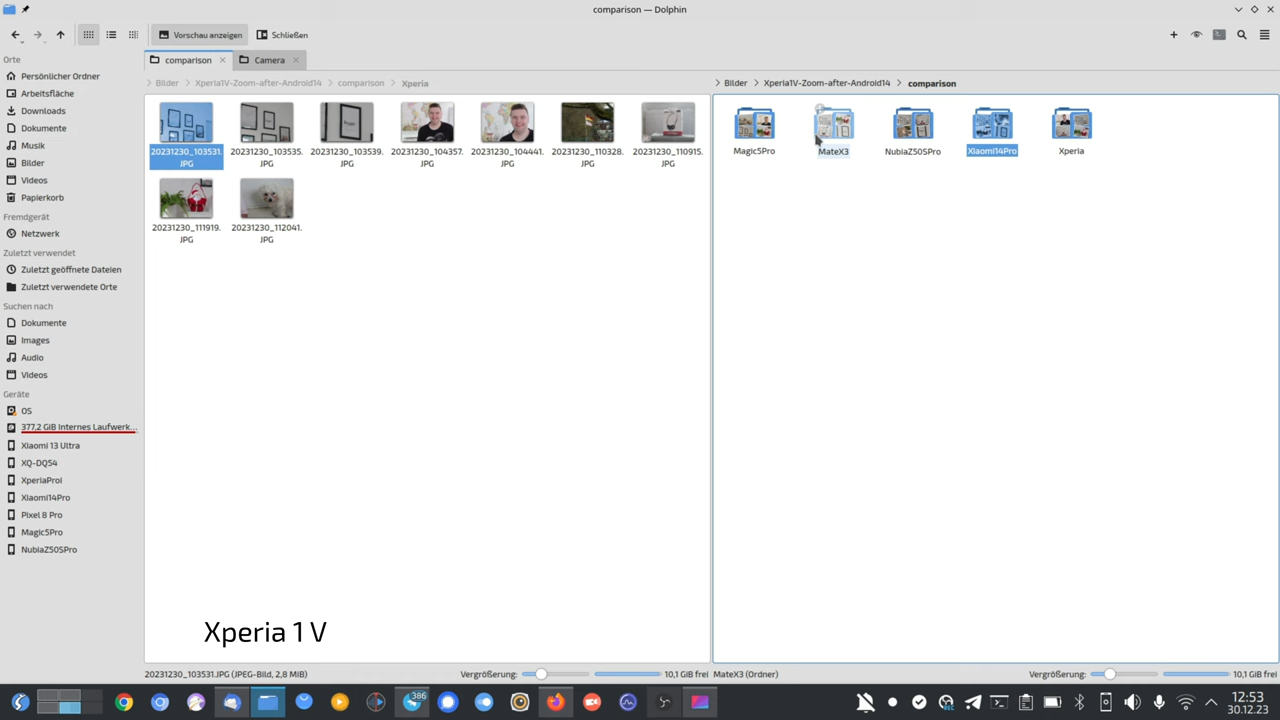 comparison — Dolphin
Vorschau anzeigen
Schließen
Orte
Persönlicher Ordner
Arbeitsfläche
Downloads
Dokumente
Musik
Bilder
Videos
Papierkorb
Fremdgerät
Netzwerk
Zuletzt verwendet
Zuletzt geöffnete Dateien
Zuletzt verwendete Orte
Suchen nach
Dokumente
Images
Audio
Videos
Geräte
OS
377,2 GiB Internes Laufwerk...
Xiaomi 13 Ultra
XQ-DQ54
XperiaProI
Xiaomi14Pro
Pixel 8 Pro
Magic5Pro
NubiaZ50SPro
comparison
Camera
Bilder > Xperia1V-Zoom-after-Android14 > comparison > Xperia
20231230_103531.
JPG
20231230_103535.
JPG
20231230_103539.
JPG
20231230_104357.
JPG
20231230_104441.
JPG
20231230_110328.
JPG
20231230_110915.
JPG
20231230_111919.
JPG
20231230_112041.
JPG
Xperia 1 V
20231230_103531.JPG (JPEG-Bild, 2,8 MiB)
Vergrößerung:
10,1 GiB frei
Bilder > Xperia1V-Zoom-after-Android14 > comparison
Magic5Pro
MateX3
NubiaZ50SPro
Xiaomi14Pro
Xperia
MateX3 (Ordner)
Vergrößerung:
10,1 GiB frei
386
12:53
30.12.23